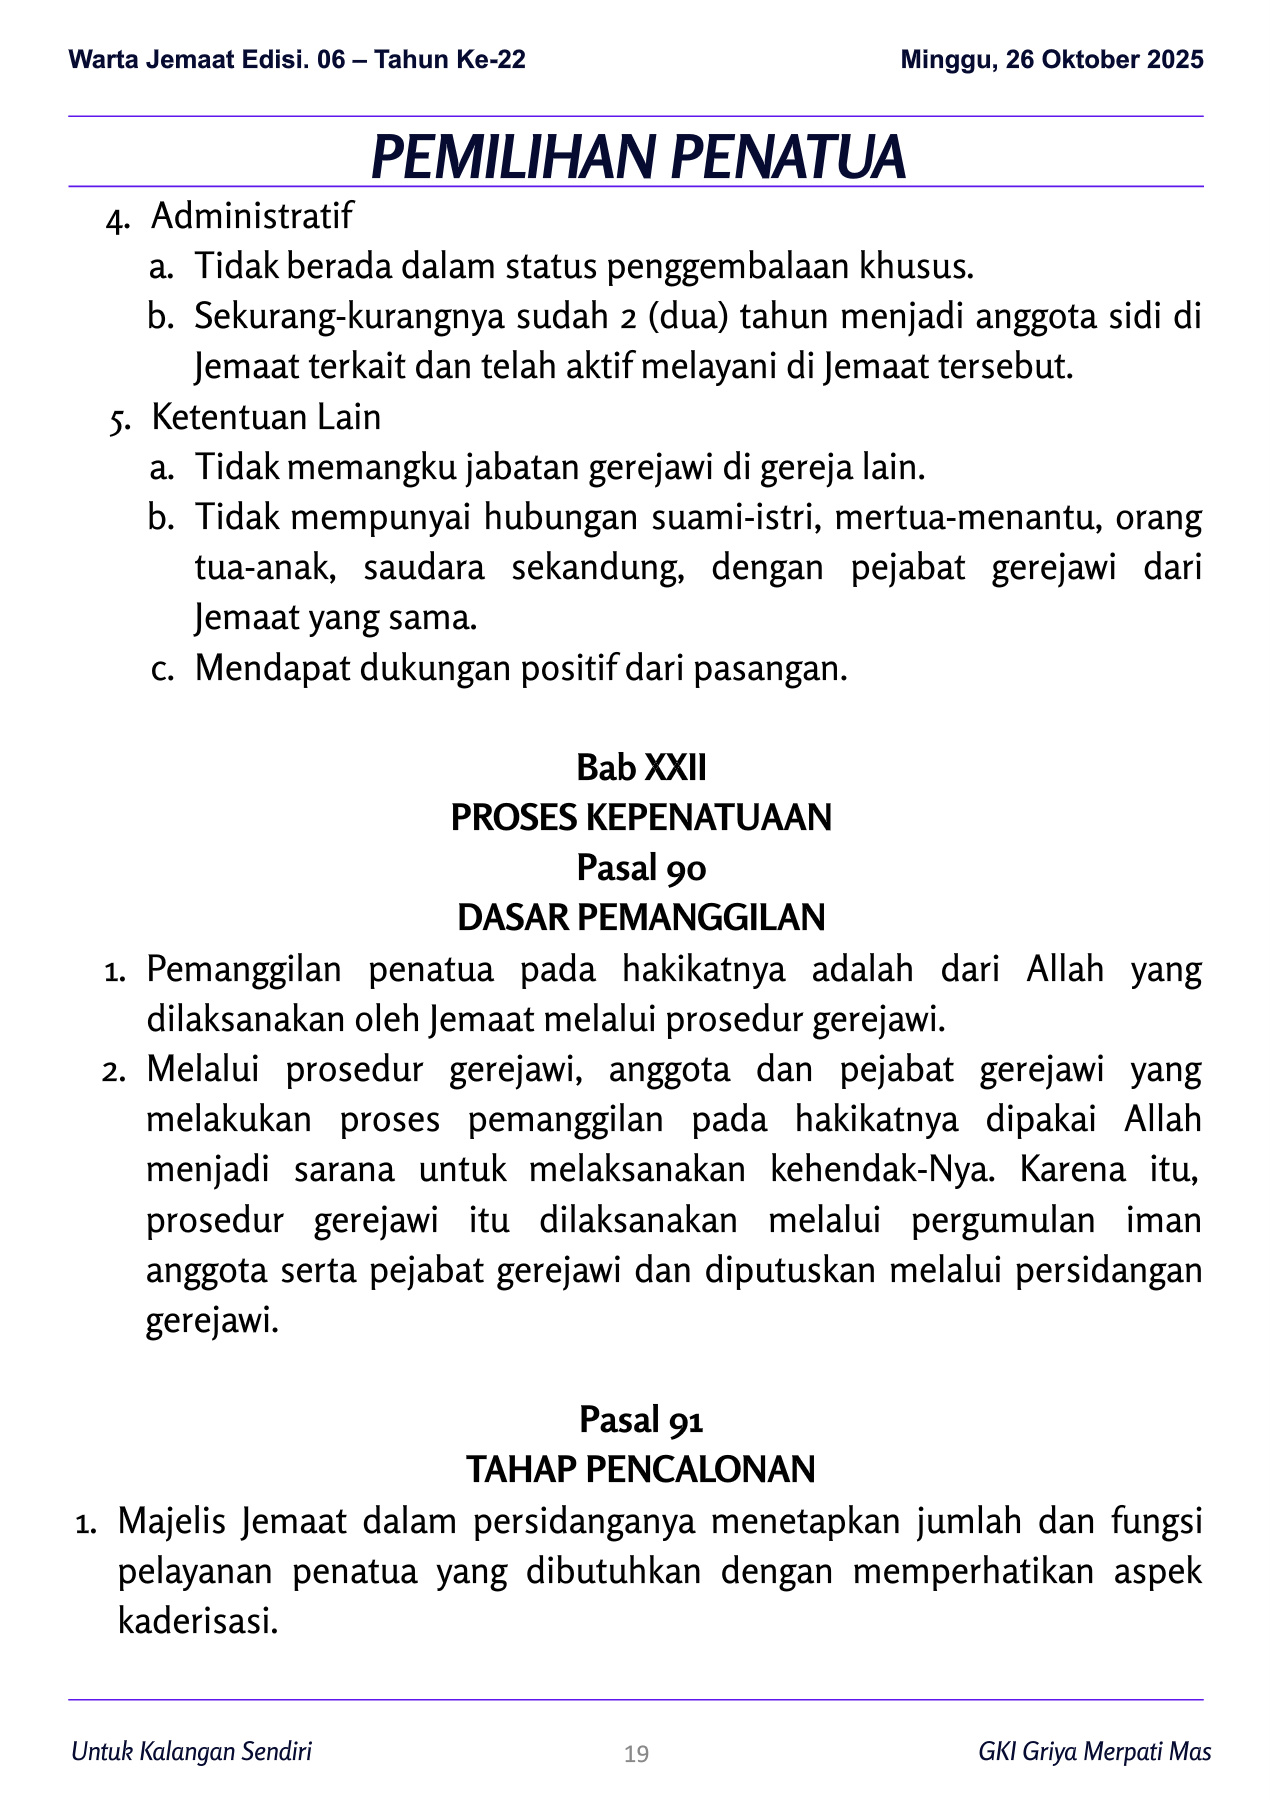 Warta Jemaat Edisi. 06 – Tahun Ke-22 Minggu, 26 Oktober 2025
PEMILIHAN PENATUA
4. Administratif
a. Tidak berada dalam status penggembalaan khusus.
b. Sekurang-kurangnya sudah 2 (dua) tahun menjadi anggota sidi di
Jemaat terkait dan telah aktif melayani di Jemaat tersebut.
5. Ketentuan Lain
a. Tidak memangku jabatan gerejawi di gereja lain.
b. Tidak mempunyai hubungan suami-istri, mertua-menantu, orang
tua-anak, saudara sekandung, dengan pejabat gerejawi dari
Jemaat yang sama.
c. Mendapat dukungan positif dari pasangan.
Bab XXII
PROSES KEPENATUAAN
Pasal 90
DASAR PEMANGGILAN
1. Pemanggilan penatua pada hakikatnya adalah dari Allah yang
dilaksanakan oleh Jemaat melalui prosedur gerejawi.
2. Melalui prosedur gerejawi, anggota dan pejabat gerejawi yang
melakukan proses pemanggilan pada hakikatnya dipakai Allah
menjadi sarana untuk melaksanakan kehendak-Nya. Karena itu,
prosedur gerejawi itu dilaksanakan melalui pergumulan iman
anggota serta pejabat gerejawi dan diputuskan melalui persidangan
gerejawi.
Pasal 91
TAHAP PENCALONAN
1. Majelis Jemaat dalam persidanganya menetapkan jumlah dan fungsi
pelayanan penatua yang dibutuhkan dengan memperhatikan aspek
kaderisasi.
Untuk Kalangan Sendiri 19 GKI Griya Merpati Mas